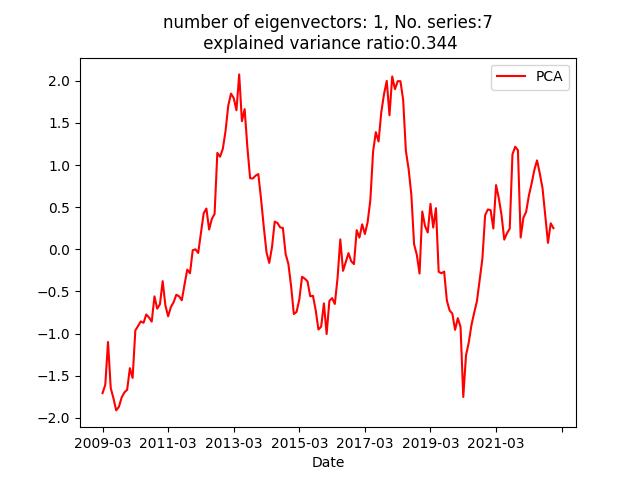 number of eigenvectors: 1, No. series:7
explained variance ratio:0.344
PCA
2.0
1.5
1.0
0.5
0.0
−0.5
−1.0
−1.5
−2.0
2009-03 2011-03 2013-03 2015-03 2017-03 2019-03 2021-03
Date